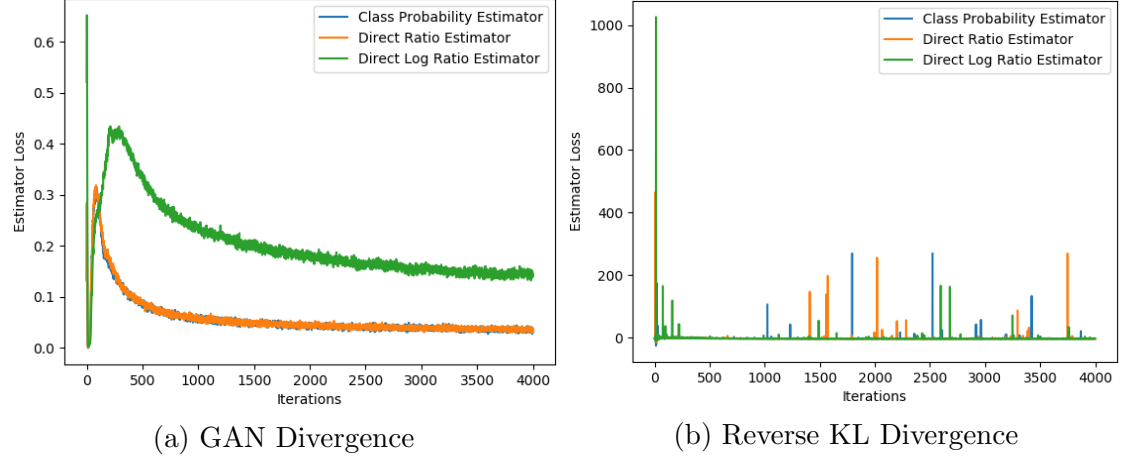 Class Probability Estimator
Direct Ratio Estimator
Direct Log Ratio Estimator
Estimator Loss
0.6
0.5
0.4
0.3
0.2
0.1
0.0
0 500 1000 1500 2000 2500 3000 3500 4000
Iterations
(a) GAN Divergence
Class Probability Estimator
Direct Ratio Estimator
Direct Log Ratio Estimator
Estimator Loss
1000
800
600
400
200
0
0 500 1000 1500 2000 2500 3000 3500 4000
Iterations
(b) Reverse KL Divergence